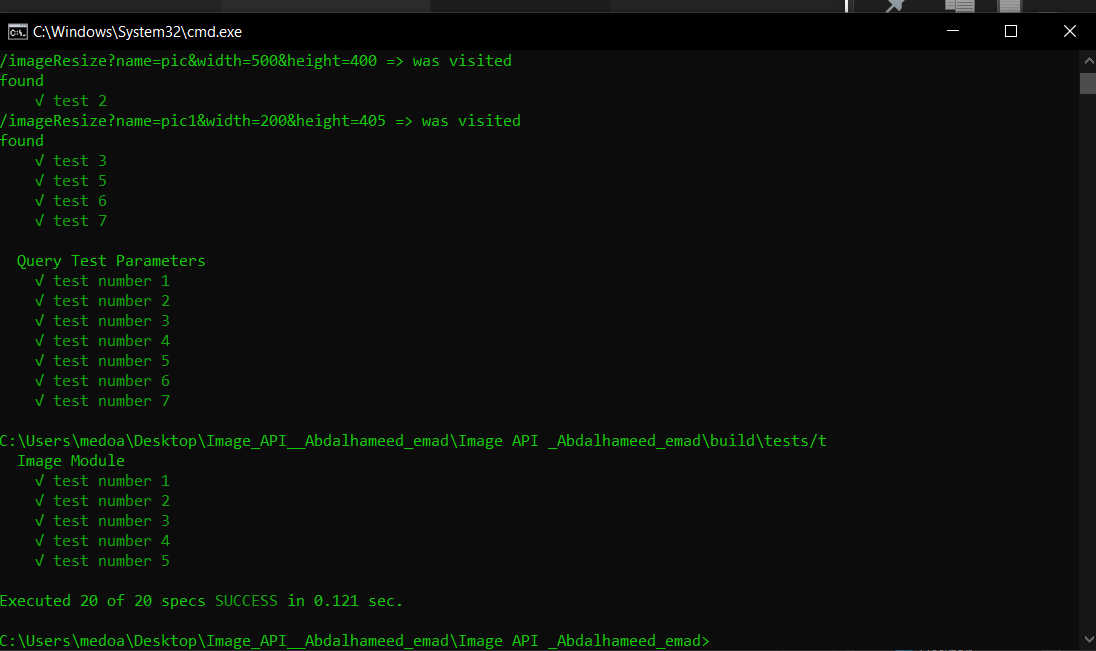 C:\Windows\System32\cmd.exe
/imageResize?name=pic&width=500&height=400 => was visited
found
√ test 2
/imageResize?name=pic1&width=200&height=405 => was visited
found
√ test 3
√ test 5
√ test 6
√ test 7
Query Test Parameters
√ test number 1
√ test number 2
√ test number 3
√ test number 4
√ test number 5
√ test number 6
√ test number 7
C:\Users\medoa\Desktop\Image_API__Abdalhameed_emad\Image API _Abdalhameed_emad\build\tests/t
Image Module
√ test number 1
√ test number 2
√ test number 3
√ test number 4
√ test number 5
Executed 20 of 20 specs SUCCESS in 0.121 sec.
C:\Users\medoa\Desktop\Image_API__Abdalhameed_emad\Image API _Abdalhameed_emad>